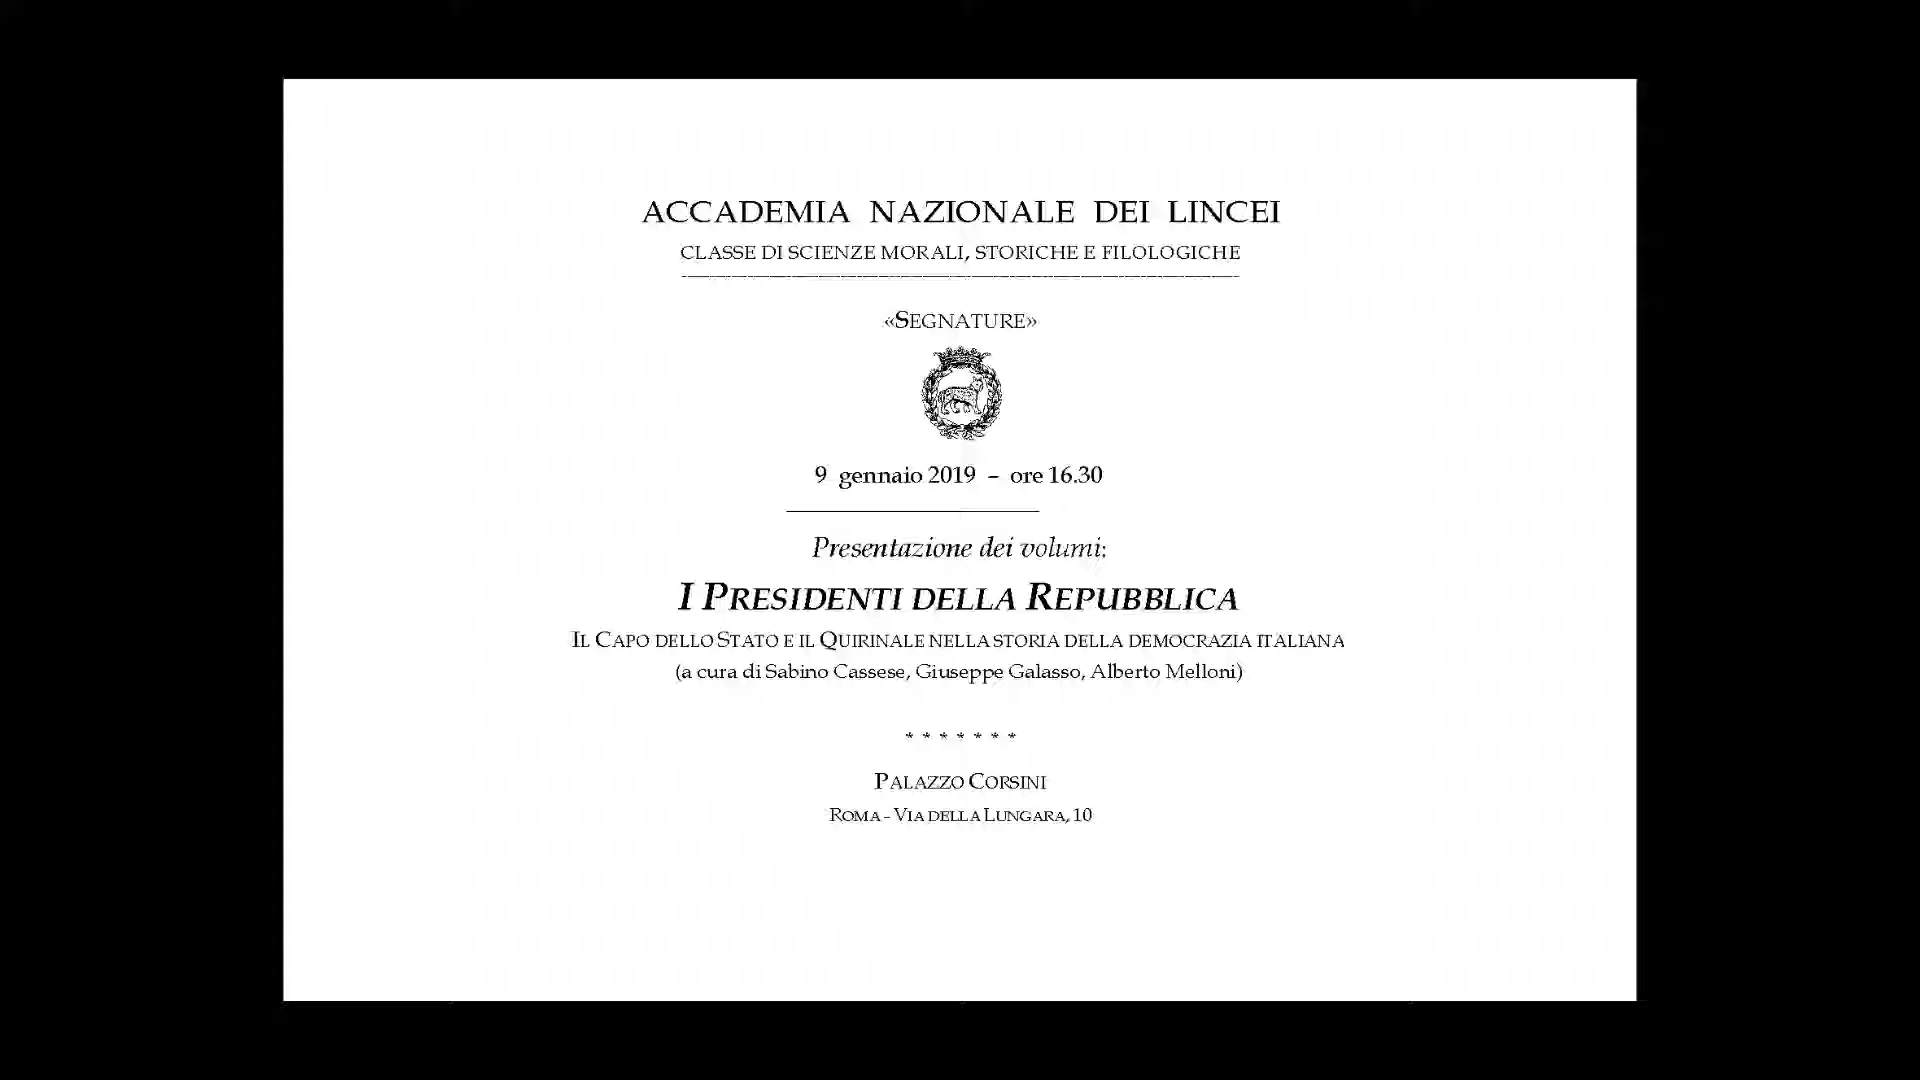 ACCADEMIA NAZIONALE DEI LINCEI
CLASSE DI SCIENZE MORALI, STORICHE E FILOLOGICHE
«SEGNATURE»
9 gennaio 2019 – ore 16.30
Presentazione dei volumi:
I PRESIDENTI DELLA REPUBBLICA
IL CAPO DELLO STATO E IL QUIRINALE NELLA STORIA DELLA DEMOCRAZIA ITALIANA
(a cura di Sabino Cassese, Giuseppe Galasso, Alberto Melloni)
* * * * * * *
PALAZZO CORSINI
ROMA - VIA DELLA LUNGARA, 10